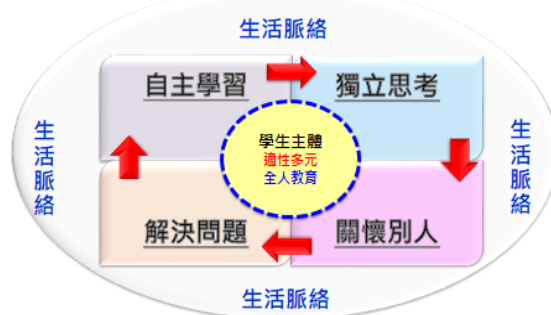 生活脈絡
自主學習
獨立思考
生活脈絡
學生主體
適性多元
全人教育
生活脈絡
解決問題
關懷別人
生活脈絡